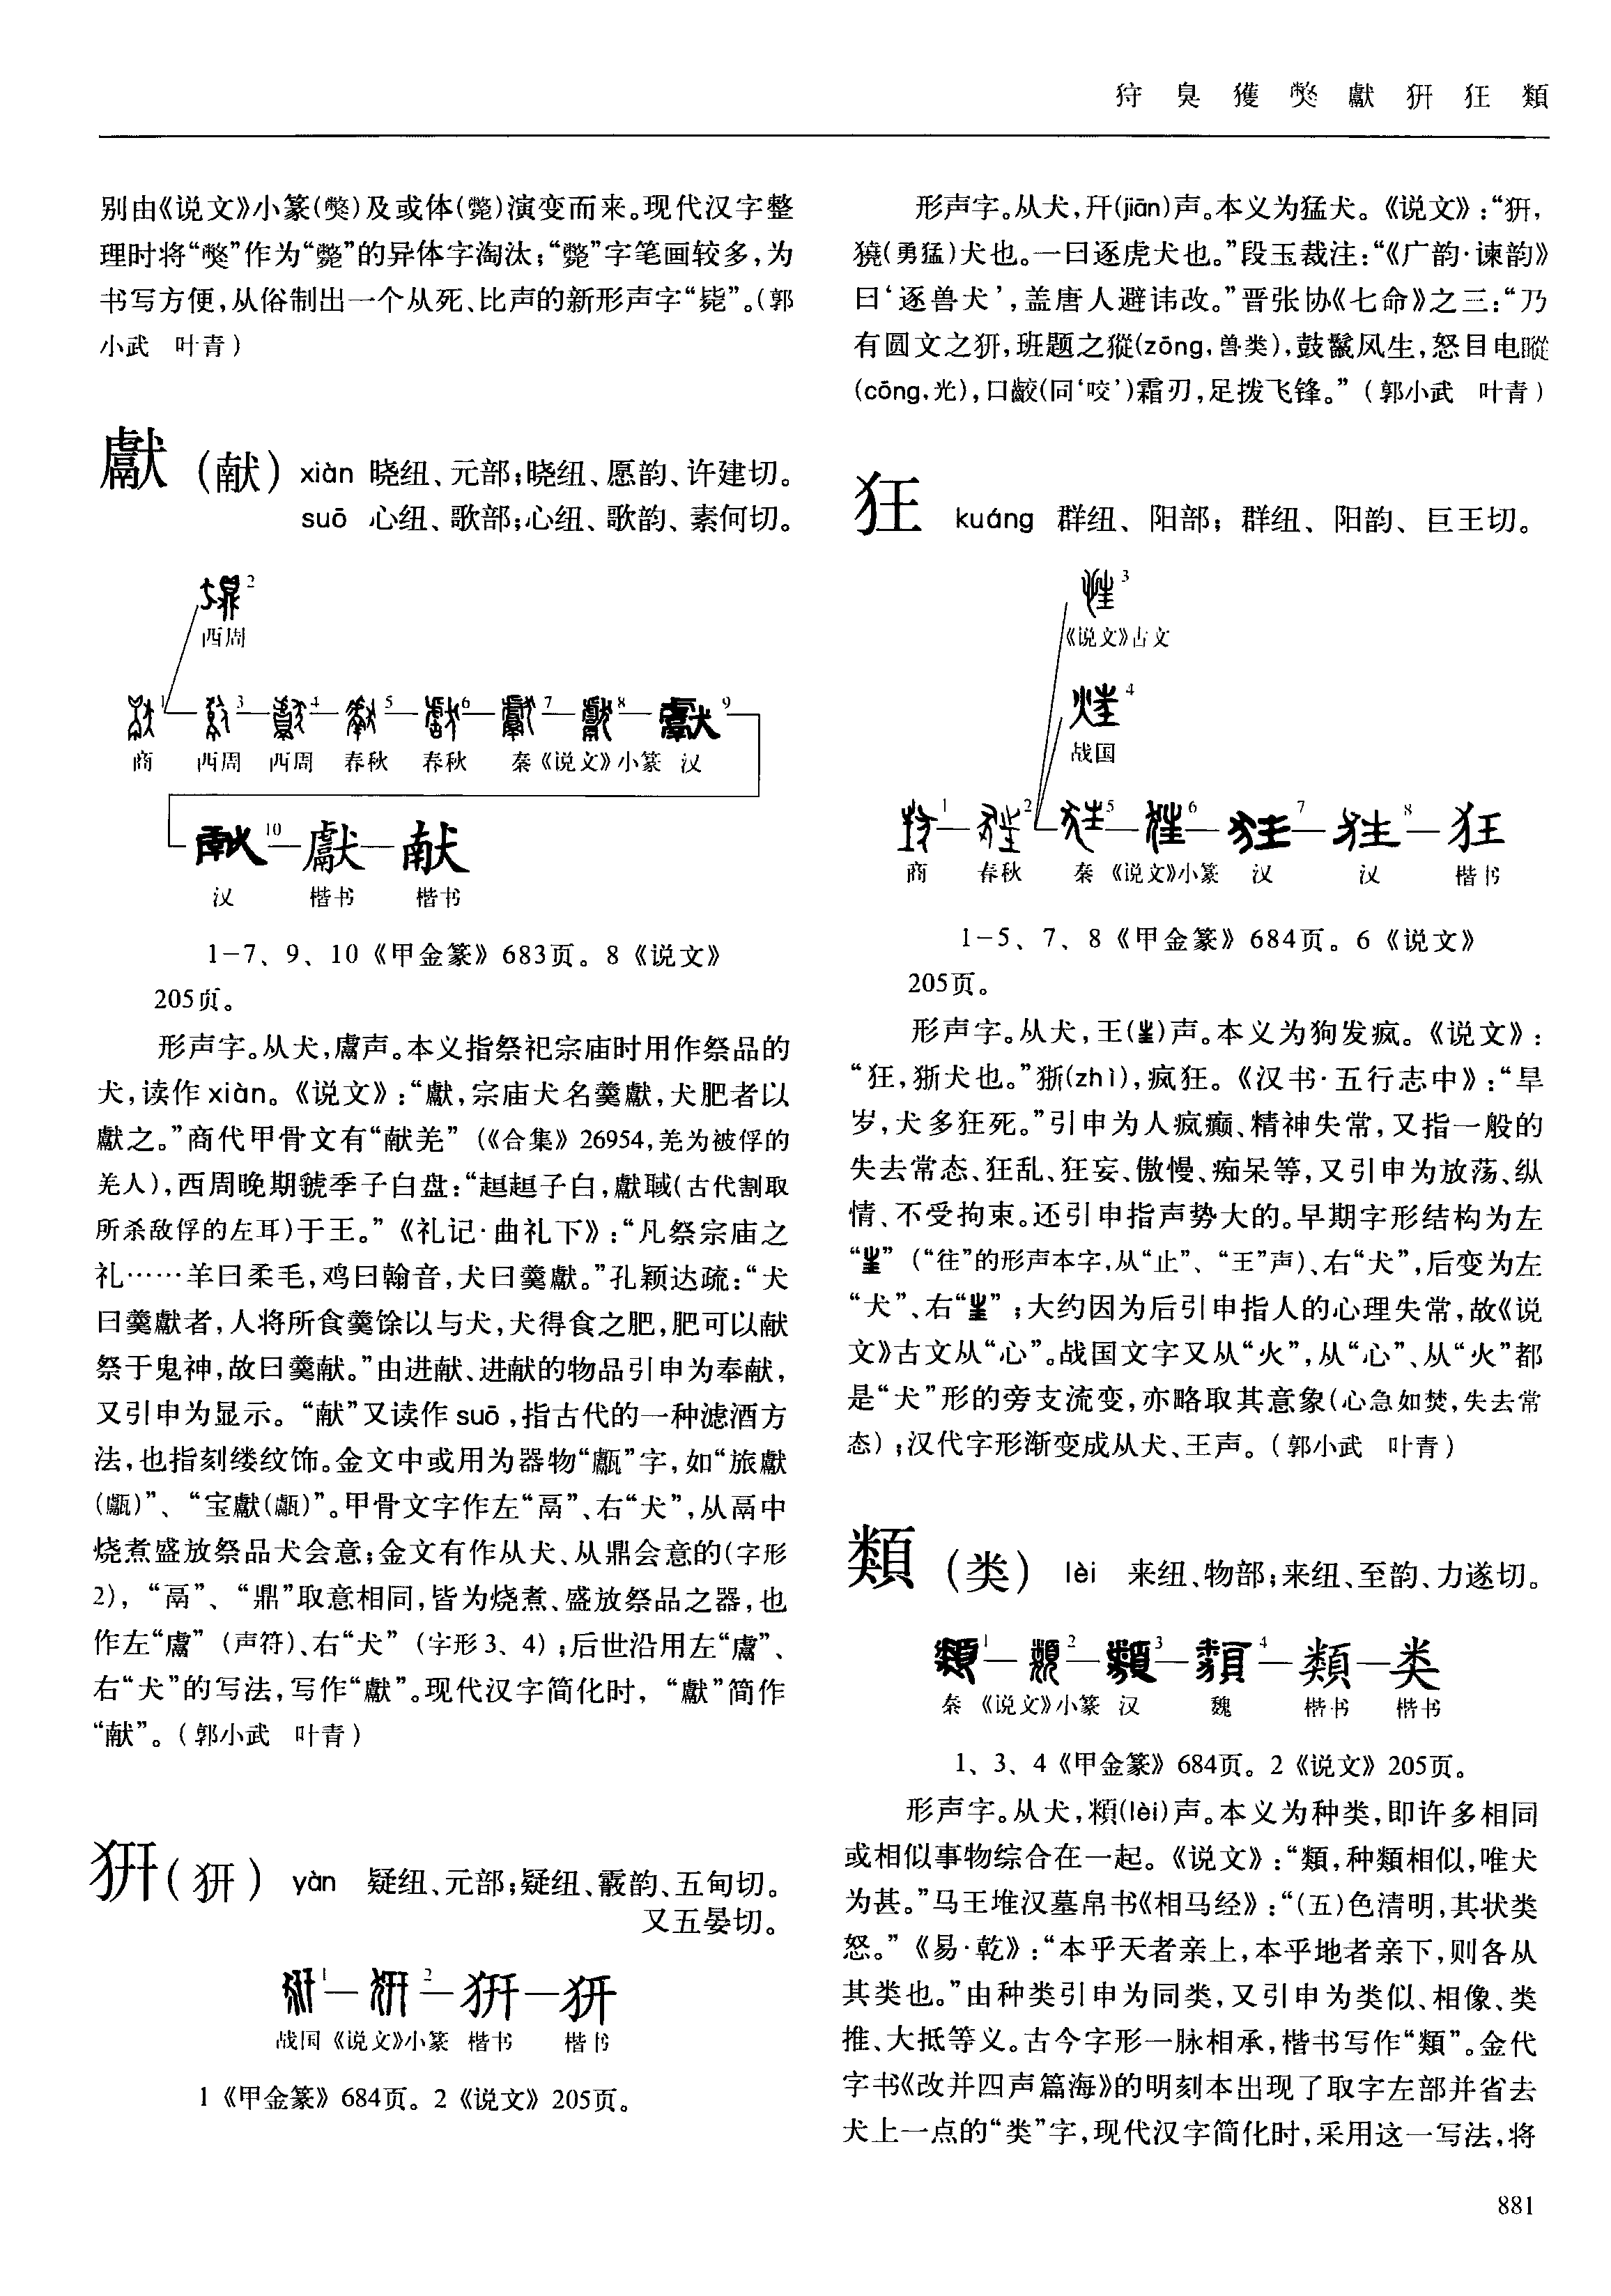 狩 臭 獲 獘 獻 豣 狂 類
别由《说文》小篆(獘)及或体(斃)演变而来。现代汉字整
理时将“獘”作为“斃”的异体字淘汰;“斃”字笔画较多,为
书写方便,从俗制出一个从死、比声的新形声字“毙”。(郭
小武 叶青)
獻(献) xiàn 晓纽、元部;晓纽、愿韵、许建切。
suō 心纽、歌部;心纽、歌韵、素何切。
2
西周
1 3 4 5 6 7 8 9
商 西周 西周 春秋 春秋 秦《说文》小篆 汉
10 獻 献
汉 楷书 楷书
1-7、9、10《甲金篆》683页。8《说文》
205页。
形声字。从犬,鬳声。本义指祭祀宗庙时用作祭品的
犬,读作xiàn。《说文》:“獻,宗庙犬名羹獻,犬肥者以
獻之。”商代甲骨文有“献羌”(《合集》26954,羌为被俘的
羌人),西周晚期虢季子白盘:“趄趄子白,獻聝(古代割取
所杀敌俘的左耳)于王。”《礼记·曲礼下》:“凡祭宗庙之
礼……羊曰柔毛,鸡曰翰音,犬曰羹獻。”孔颖达疏:“犬
曰羹獻者,人将所食羹馀以与犬,犬得食之肥,肥可以献
祭于鬼神,故曰羹献。”由进献、进献的物品引申为奉献,
又引申为显示。“献”又读作suō,指古代的一种滤酒方
法,也指刻缕纹饰。金文中或用为器物“甗”字,如“旅獻
(甗)”、“宝獻(甗)”。甲骨文字作左“鬲”、右“犬”,从鬲中
烧煮盛放祭品犬会意;金文有作从犬、从鼎会意的(字形
2),“鬲”、“鼎”取意相同,皆为烧煮、盛放祭品之器,也
作左“鬳”(声符)、右“犬”(字形3、4);后世沿用左“鬳”、
右“犬”的写法,写作“獻”。现代汉字简化时,“獻”简作
“献”。(郭小武 叶青)
豣(豜) yàn 疑纽、元部;疑纽、霰韵、五甸切。
又五晏切。
1 2
战国《说文》小篆 楷书 楷书
1《甲金篆》684页。2《说文》205页。
形声字。从犬,幵(jiān)声。本义为猛犬。《说文》:“
獟(勇猛)犬也。一曰逐虎犬也。”段玉裁注:“《广韵·谏韵》
曰‘逐兽犬’,盖唐人避讳改。”晋张协《七命》之三:“乃
有圆文之豜,班题之猣(zōng,兽类),鼓鬣风生,怒目电瞛
(cōng,光),口齩(同‘咬’)霜刃,足拨飞锋。”(郭小武 叶青)
狂 kuáng 群纽、阳部;群纽、阳韵、巨王切。
3
《说文》古文
4
战国
1 2 5 6 7 8 狂
商 春秋 秦《说文》小篆 汉 汉 楷书
1-5、7、8《甲金篆》684页。6《说文》
205页。
形声字。从犬,王(㞷)声。本义为狗发疯。《说文》:
“狂,狾犬也。”狾(zhì),疯狂。《汉书·五行志中》:“旱
岁,犬多狂死。”引申为人疯癫、精神失常,又指一般的
失去常态、狂乱、狂妄、傲慢、痴呆等,又引申为放荡、纵
情、不受拘束。还引申指声势大的。早期字形结构为左
“㞷”(“往”的形声本字,从“止”、“王”声)、右“犬”,后变为左
“犬”、右“㞷”;大约因为后引申指人的心理失常,故《说
文》古文从“心”。战国文字又从“火”,从“心”、从“火”都
是“犬”形的旁支流变,亦略取其意象(心急如焚,失去常
态);汉代字形渐变成从犬、王声。(郭小武 叶青)
類(类) lèi 来纽、物部;来纽、至韵、力遂切。
1 2 3 4 類 类
秦《说文》小篆 汉 魏 楷书 楷书
1、3、4《甲金篆》684页。2《说文》205页。
形声字。从犬,頪(lèi)声。本义为种类,即许多相同
或相似事物综合在一起。《说文》:“類,种類相似,唯犬
为甚。”马王堆汉墓帛书《相马经》:“(五)色清明,其状类
怒。”《易·乾》:“本乎天者亲上,本乎地者亲下,则各从
其类也。”由种类引申为同类,又引申为类似、相像、类
推、大抵等义。古今字形一脉相承,楷书写作“類”。金代
字书《改并四声篇海》的明刻本出现了取字左部并省去
犬上一点的“类”字,现代汉字简化时,采用这一写法,将
881